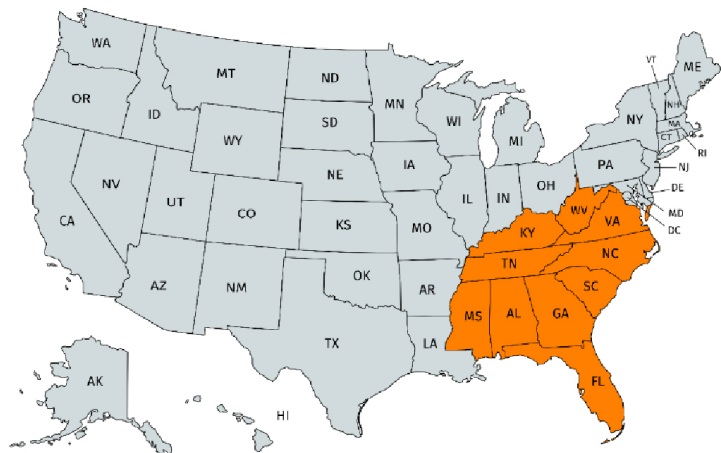 WA
MT
ND
MN
VT
ME
OR
ID
SD
WI
MI
NY
NH
MA
CT
RI
WY
IA
PA
NJ
NE
IL
IN
OH
DE
NV
UT
CO
KS
MO
KY
WV
VA
MD
DC
CA
AZ
NM
OK
AR
TN
NC
SC
MS
AL
GA
TX
LA
FL
AK
HI